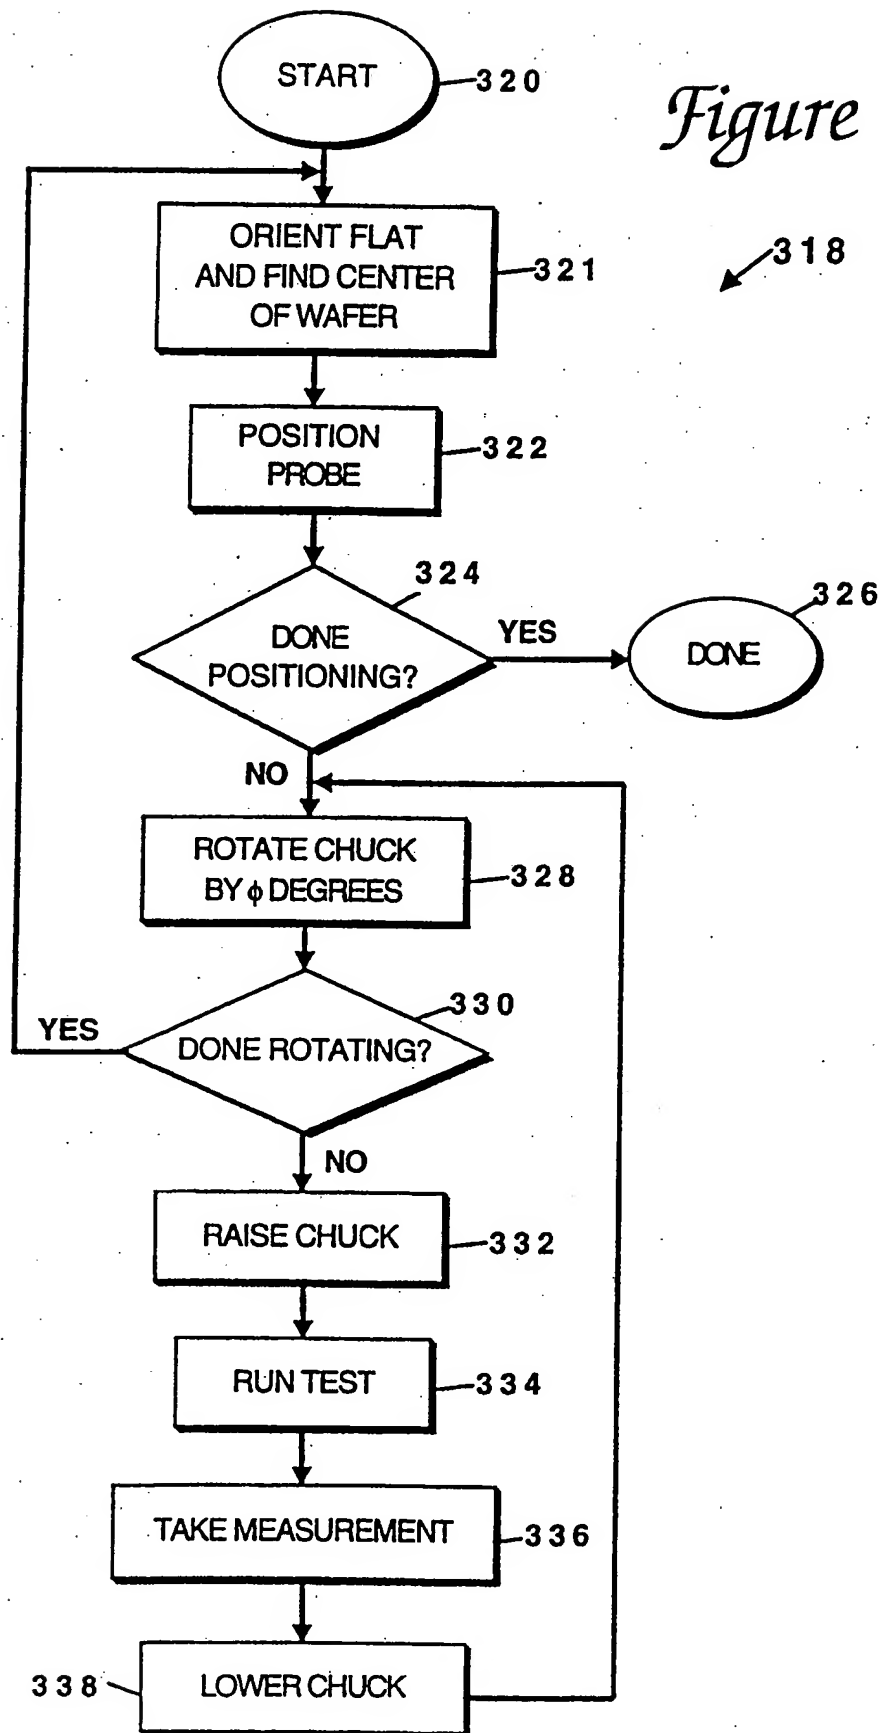 START
320
Figure
318
ORIENT FLAT
AND FIND CENTER
OF WAFER
321
POSITION
PROBE
322
324
DONE
POSITIONING?
YES
326
DONE
NO
ROTATE CHUCK
BY ϕ DEGREES
328
330
YES
DONE ROTATING?
NO
RAISE CHUCK
332
RUN TEST
334
TAKE MEASUREMENT
336
338
LOWER CHUCK